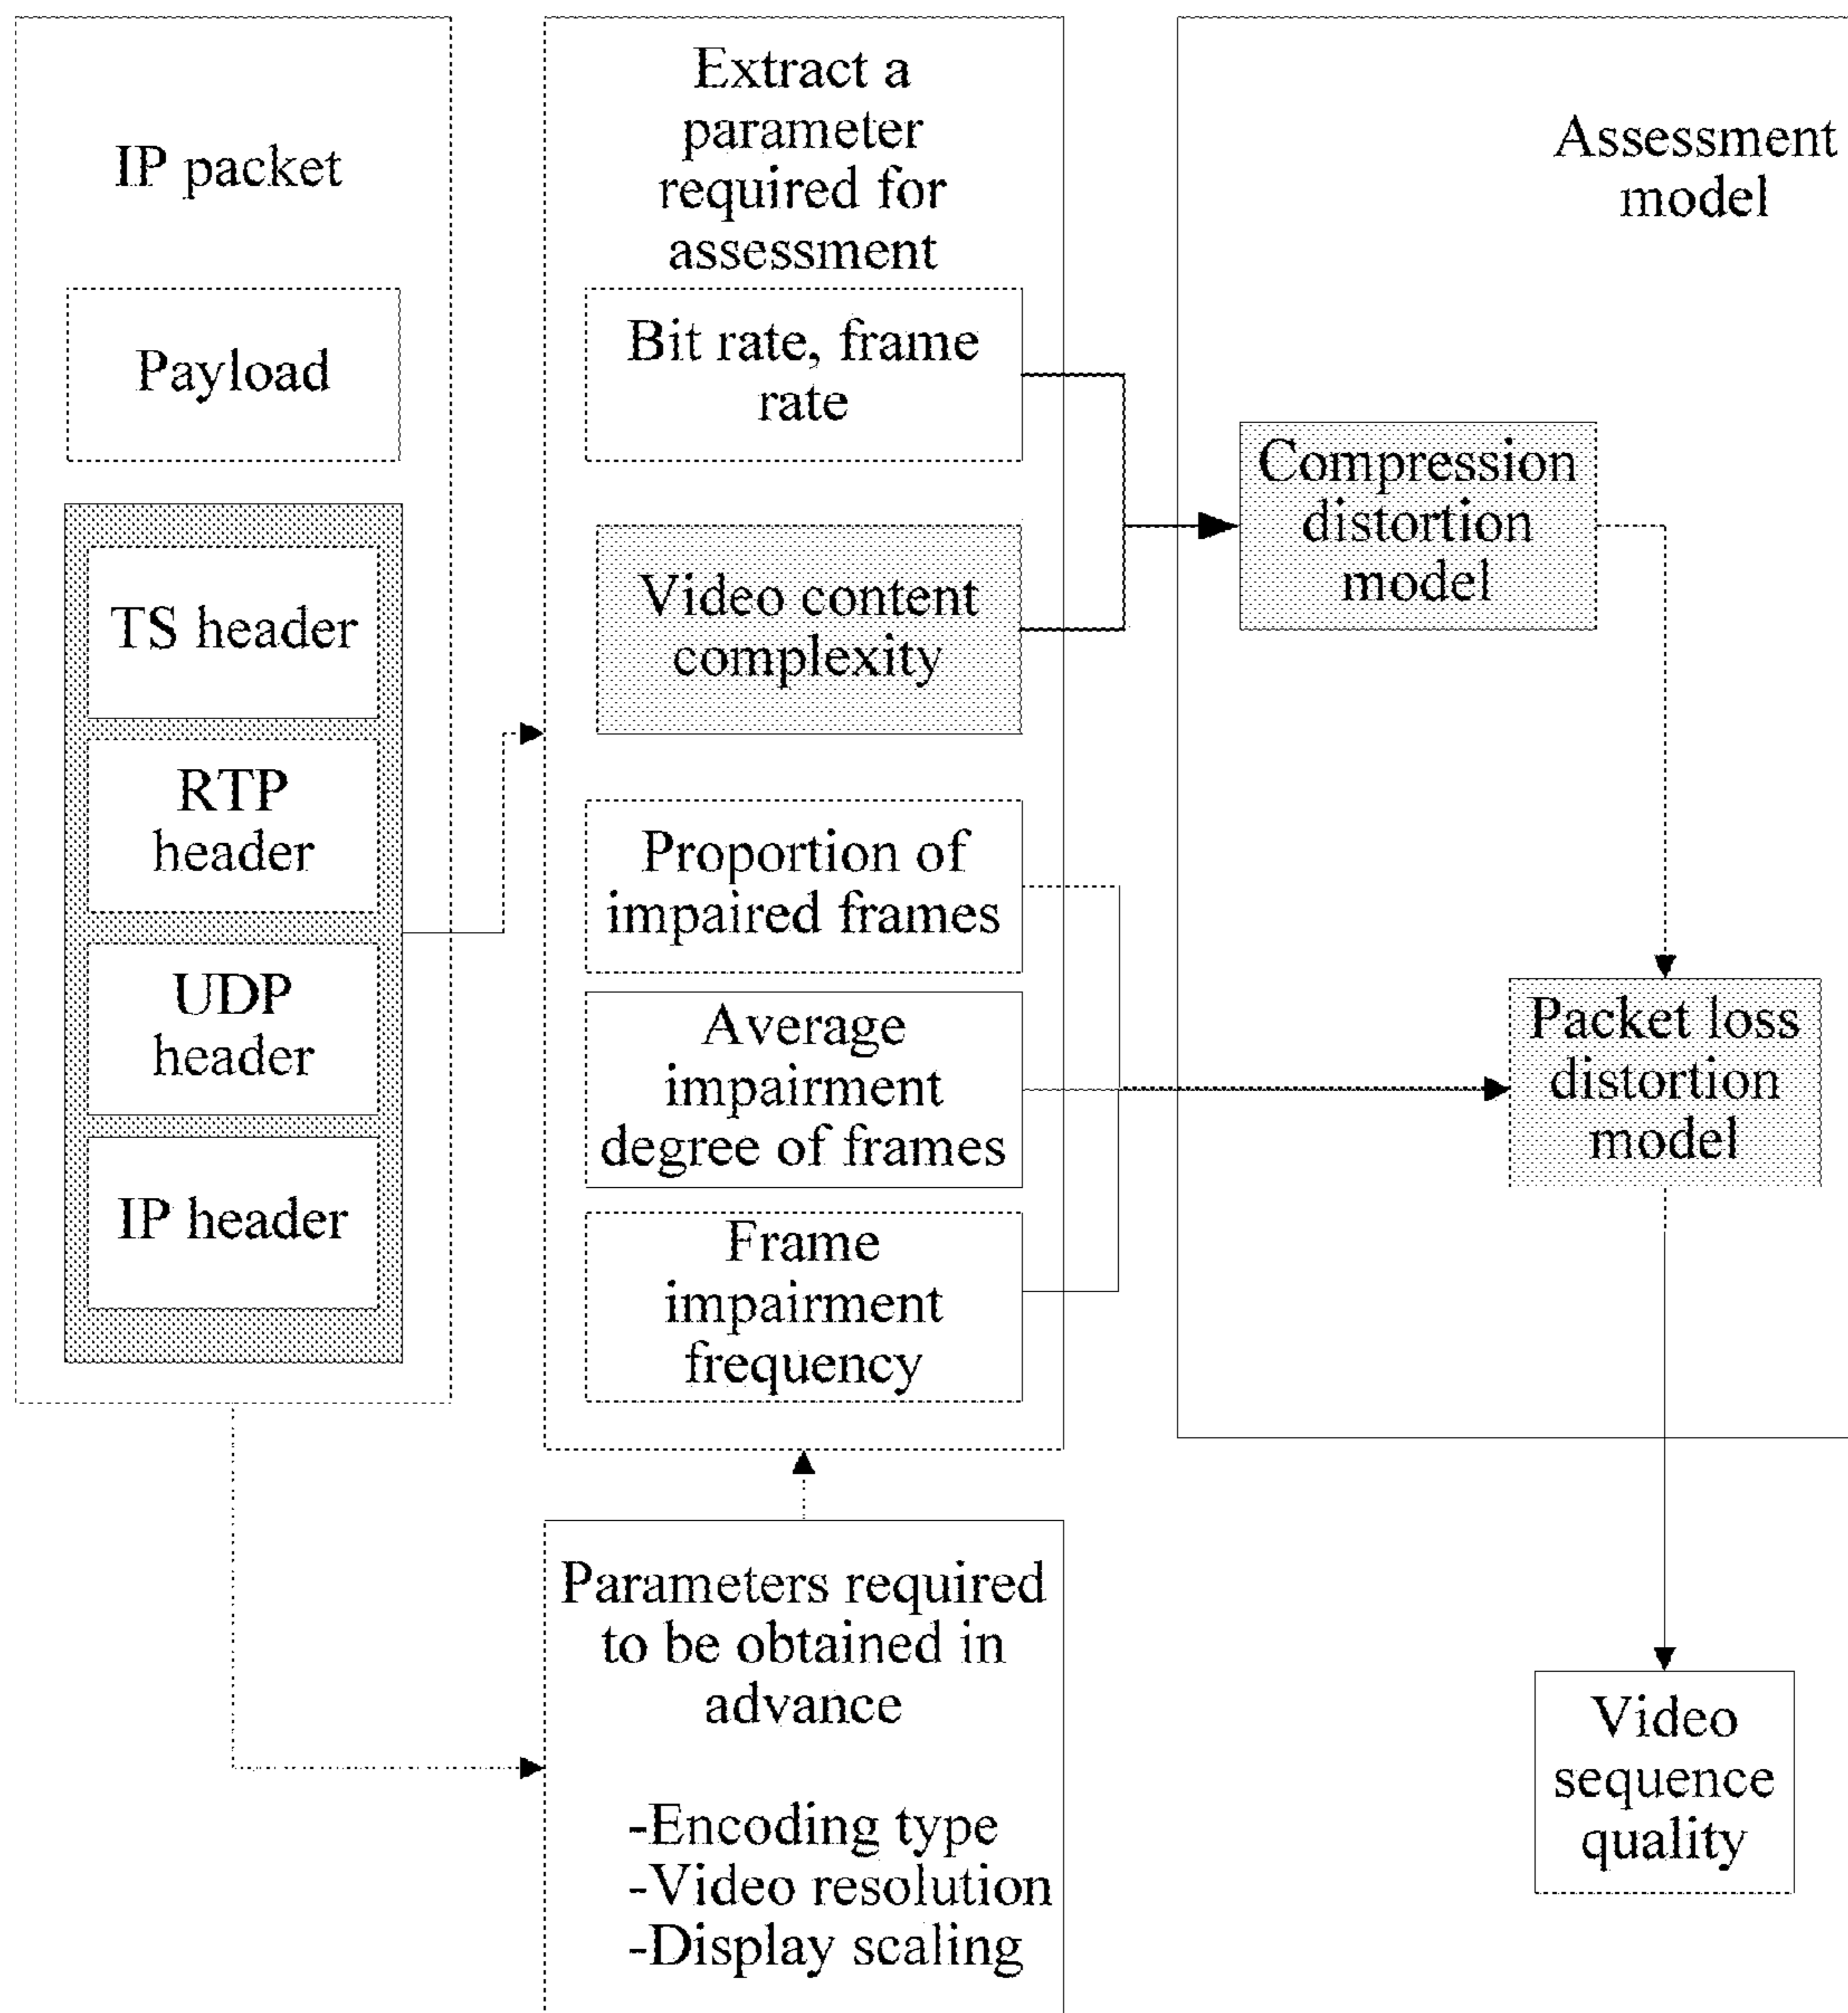 IP packet
Payload
TS header
RTP
header
UDP
header
IP header
Extract a
parameter
required for
assessment
Bit rate, frame
rate
Video content
complexity
Proportion of
impaired frames
Average
impairment
degree of frames
Frame
impairment
frequency
Parameters required
to be obtained in
advance
-Encoding type
-Video resolution
-Display scaling
Assessment
model
Compression
distortion
model
Packet loss
distortion
model
Video
sequence
quality